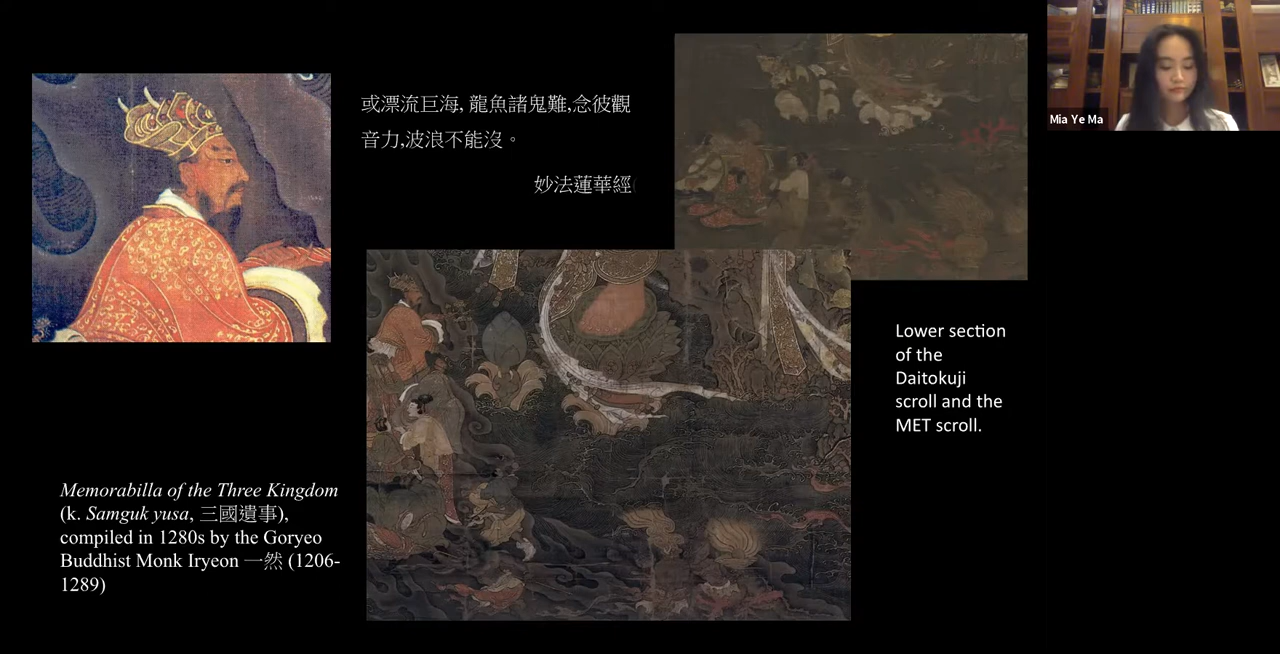 或漂流巨海, 龍魚諸鬼難,念彼觀
音力,波浪不能沒。
妙法蓮華經(
Lower section
of the
Daitokuji
scroll and the
MET scroll.
Memorabilla of the Three Kingdom
(k. Samguk yusa, 三國遺事),
compiled in 1280s by the Goryeo
Buddhist Monk Iryeon 一然 (1206-
1289)
Mia Ye Ma